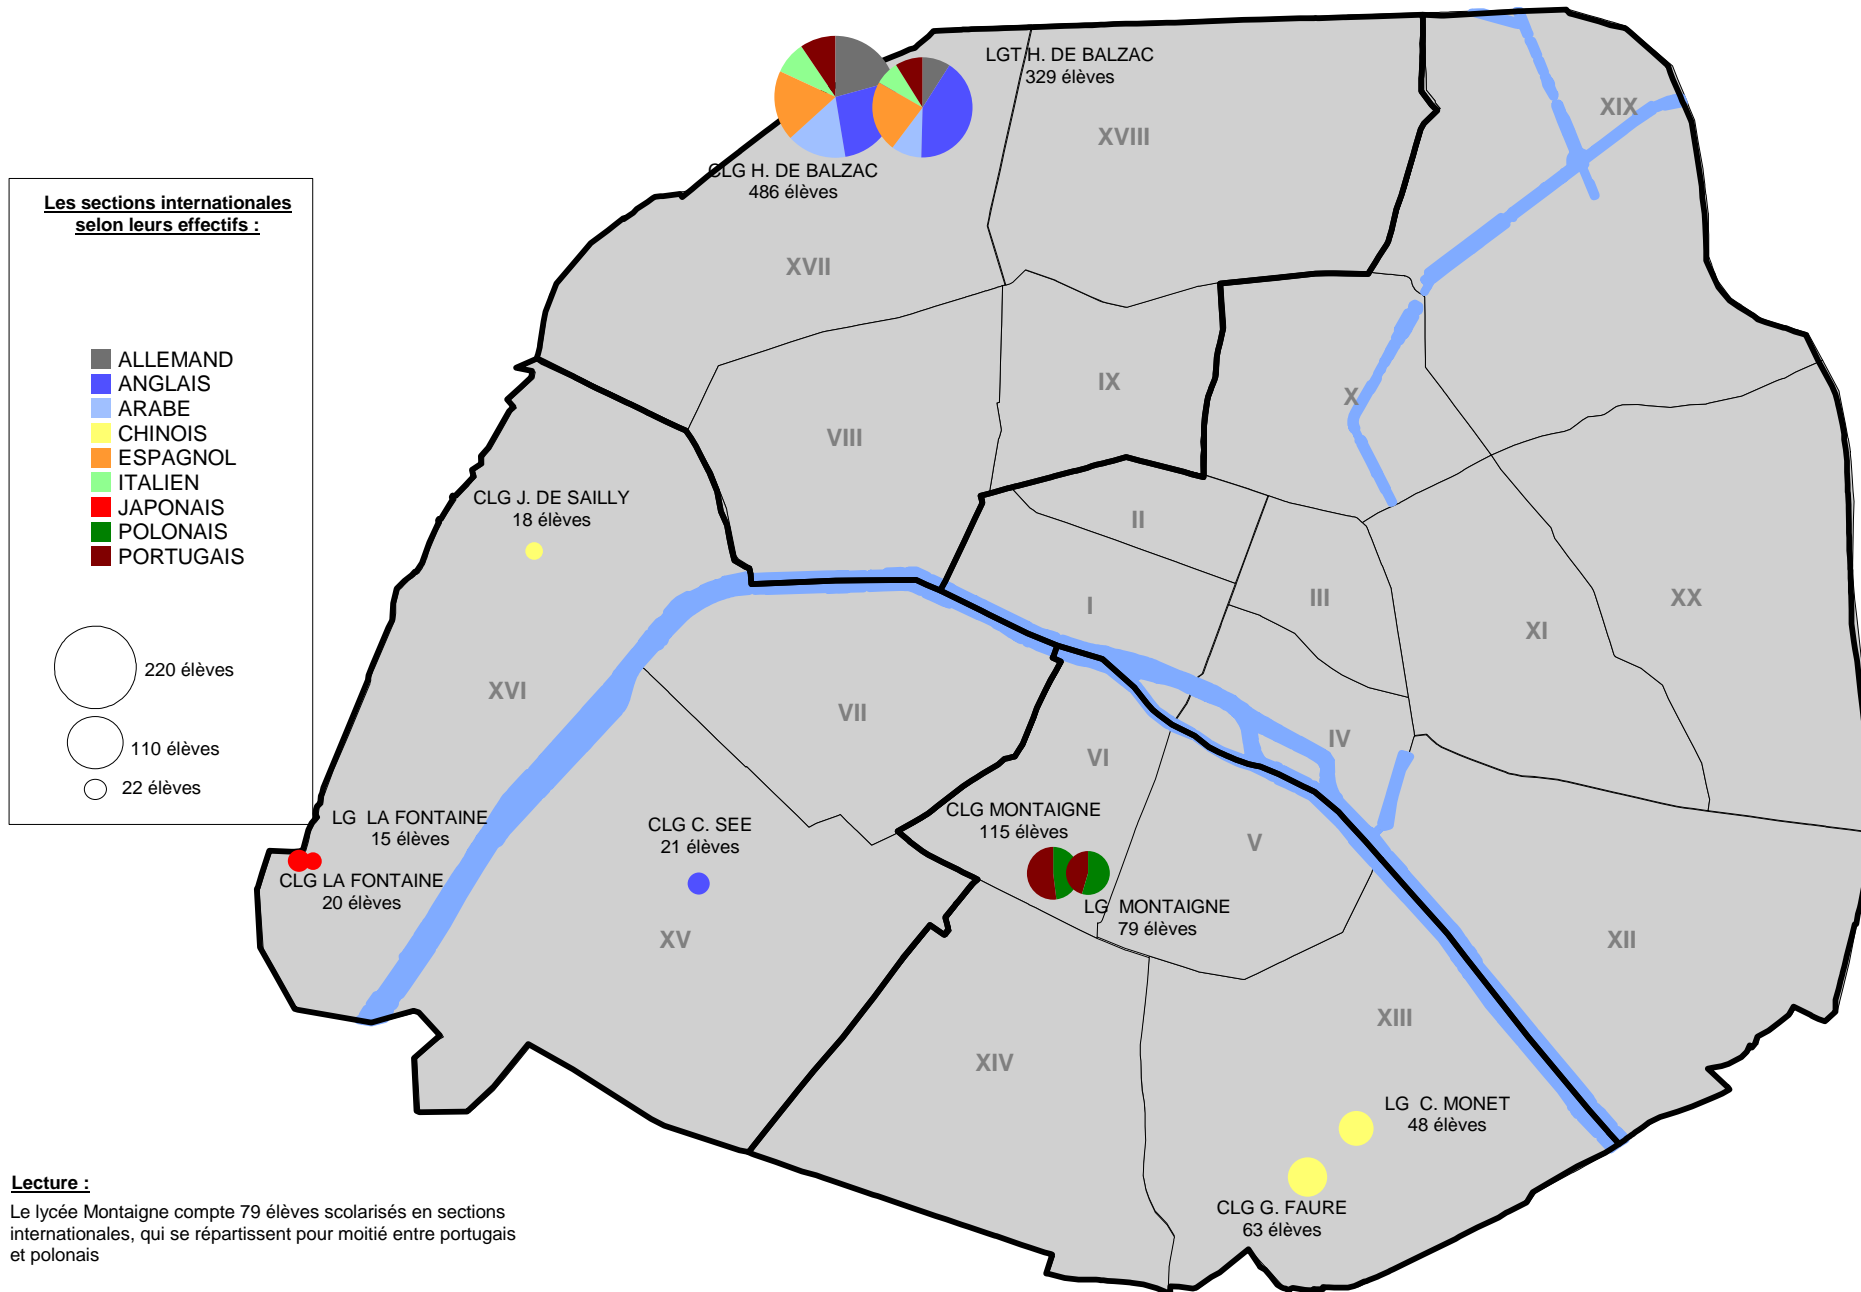 LGT H. DE BALZAC
329 élèves
XIX
XVIII
CLG H. DE BALZAC
486 élèves
Les sections internationales
selon leurs effectifs :
XVII
ALLEMAND
ANGLAIS
ARABE
CHINOIS
ESPAGNOL
ITALIEN
JAPONAIS
POLONAIS
PORTUGAIS
IX
X
VIII
CLG J. DE SAILLY
18 élèves
II
I
III
XI
XX
220 élèves
110 élèves
22 élèves
XVI
VII
VI
IV
LG LA FONTAINE
15 élèves
CLG LA FONTAINE
20 élèves
CLG C. SEE
21 élèves
CLG MONTAIGNE
115 élèves
V
LG MONTAIGNE
79 élèves
XV
XII
XIII
XIV
LG C. MONET
48 élèves
CLG G. FAURE
63 élèves
Lecture :
Le lycée Montaigne compte 79 élèves scolarisés en sections
internationales, qui se répartissent pour moitié entre portugais
et polonais